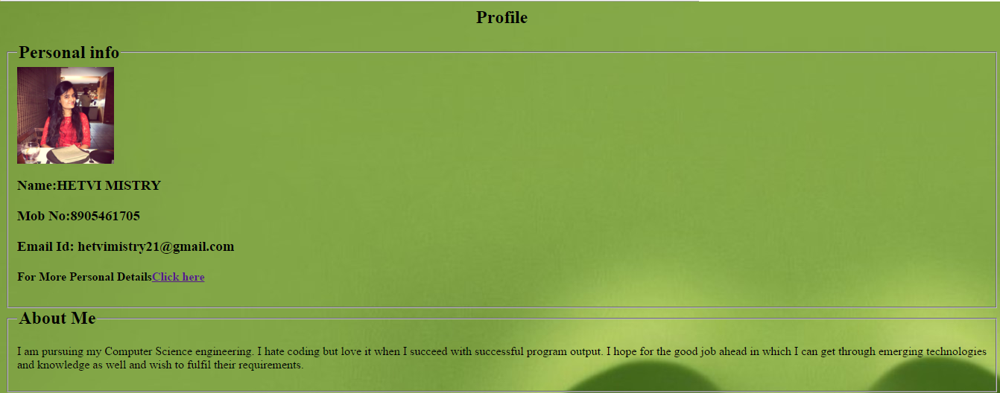 Profile
Personal info
Name:HETVI MISTRY
Mob No:8905461705
Email Id: hetvimistry21@gmail.com
For More Personal DetailsClick here
About Me
I am pursuing my Computer Science engineering. I hate coding but love it when I succeed with successful program output. I hope for the good job ahead in which I can get through emerging technologies
and knowledge as well and wish to fulfil their requirements.